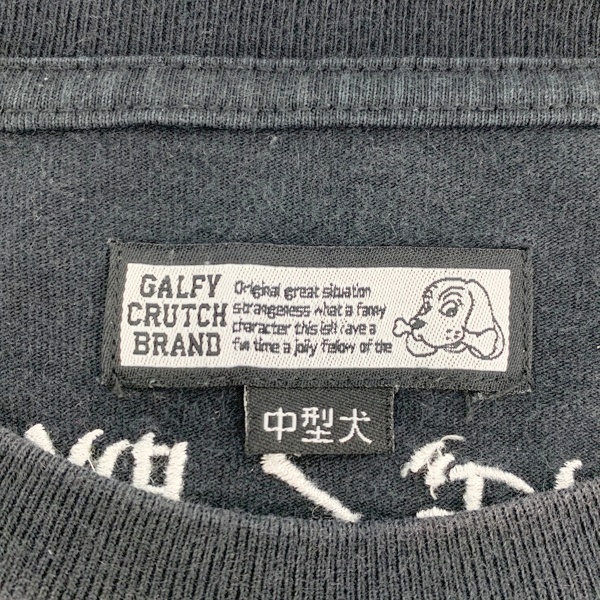 GALFY
CRUTCH
BRAND
Original great situation
strangeness what a fanny
character this ish! ave a
fun time a jolly fellow of the
中型犬